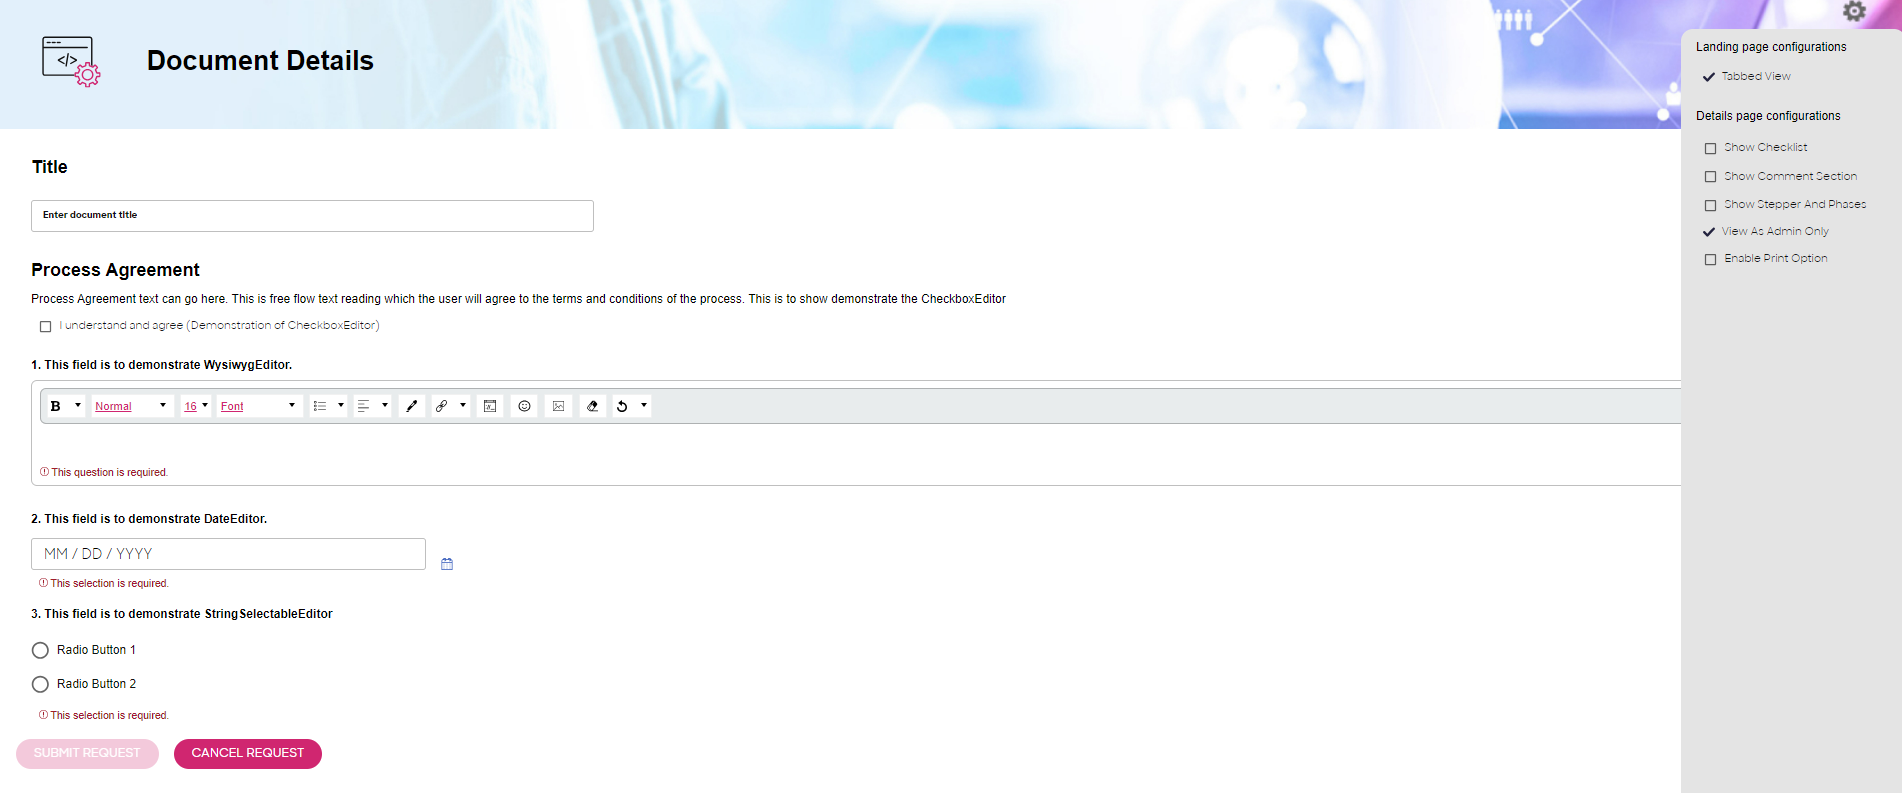 Document Details
Landing page configurations
Tabbed View
Details page configurations
Show Checklist
Show Comment Section
Show Stepper And Phases
View As Admin Only
Enable Print Option
Title
Enter document title
Process Agreement
Process Agreement text can go here. This is free flow text reading which the user will agree to the terms and conditions of the process. This is to show demonstrate the CheckboxEditor
I understand and agree (Demonstration of CheckboxEditor)
1. This field is to demonstrate WysiwygEditor.
B Normal 16 Font
This question is required.
2. This field is to demonstrate DateEditor.
MM / DD / YYYY
This selection is required.
3. This field is to demonstrate StringSelectableEditor
Radio Button 1
Radio Button 2
This selection is required.
SUBMIT REQUEST CANCEL REQUEST